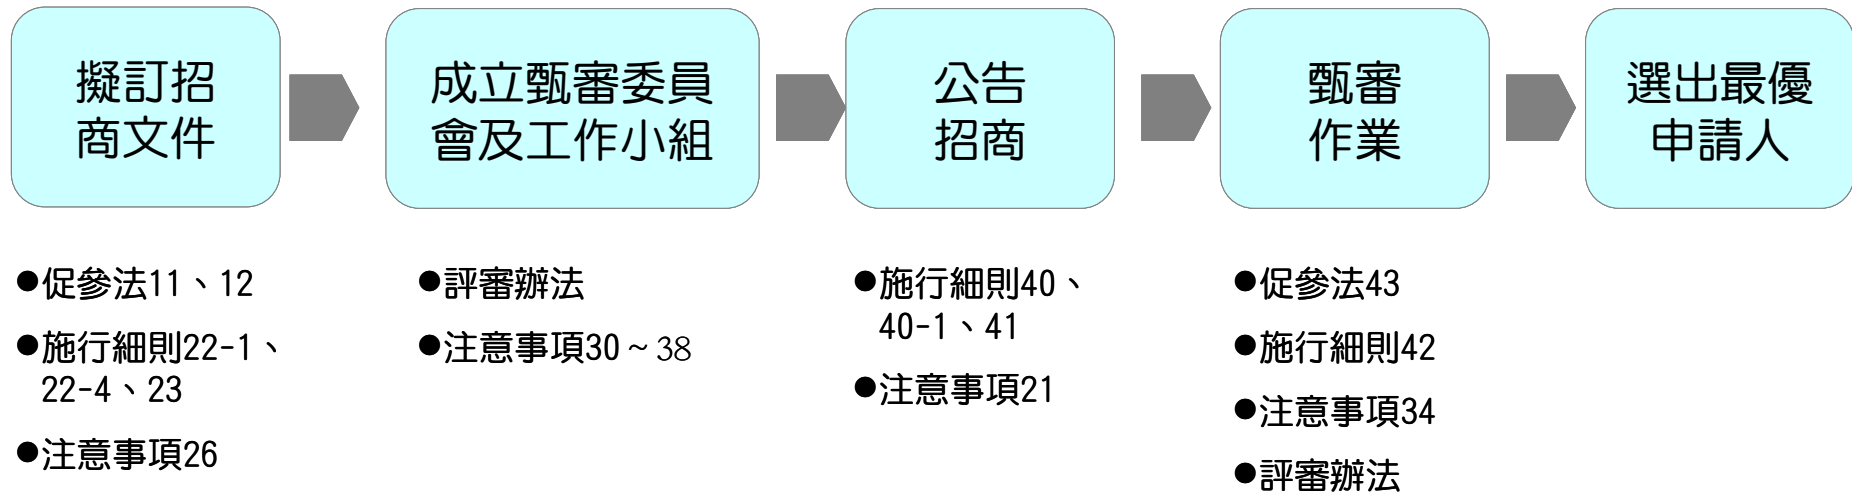 擬訂招
商文件
成立甄審委員
會及工作小組
公告
招商
甄審
作業
選出最優
申請人
●促參法11、12
●施行細則22-1、
22-4、23
●注意事項26
●評審辦法
●注意事項30～38
●施行細則40、
40-1、41
●注意事項21
●促參法43
●施行細則42
●注意事項34
●評審辦法